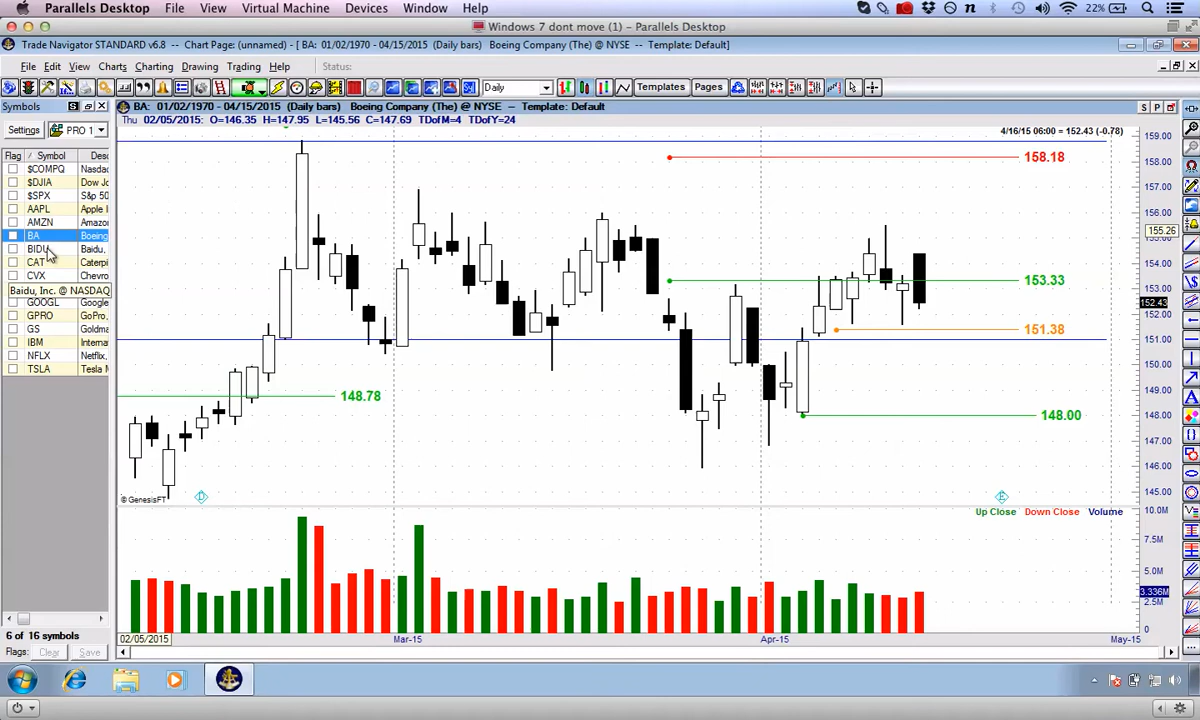 Parallels Desktop File View Virtual Machine Devices Window Help 22%
Windows 7 dont move (1) - Parallels Desktop
Trade Navigator STANDARD v6.8 -- Chart Page: (unnamed) - [ BA: 01/02/1970 - 04/15/2015 (Daily bars) Boeing Company (The) @ NYSE -- Template: Default]
File Edit View Charts Charting Drawing Trading Help Status:
Daily Templates Pages
Symbols S
BA: 01/02/1970 - 04/15/2015 (Daily bars) Boeing Company (The) @ NYSE -- Template: Default S P
Thu 02/05/2015: O=146.35 H=147.95 L=145.56 C=147.69 TDofM=4 TDofY=24
Settings PRO 1
4/16/15 06:00 = 152.43 (-0.78)
Flag / Symbol Desc
$COMPQ Nasdac
$DJIA Dow Jo
$SPX S&p 50
AAPL Apple I
AMZN Amazo
BA Boeing
BIDU Baidu,
CAT Caterpi
CVX Chevro
Baidu, Inc. @ NASDAQ
GOOGL Google
GPRO GoPro
GS Goldma
IBM Interna
NFLX Netflix,
TSLA Tesla M
159.00
158.00
157.00
156.00
155.26
155.00
154.00
153.00
152.43
152.00
151.00
150.00
149.00
148.00
147.00
146.00
145.00
158.18
153.33
151.38
148.78
148.00
© GenesisFT
D
E
Up Close Down Close Volume
10.0M
7.5M
5.0M
3.336M
2.5M
0
6 of 16 symbols
02/05/2015 Mar-15 Apr-15 May-15
Flags: Clear Save